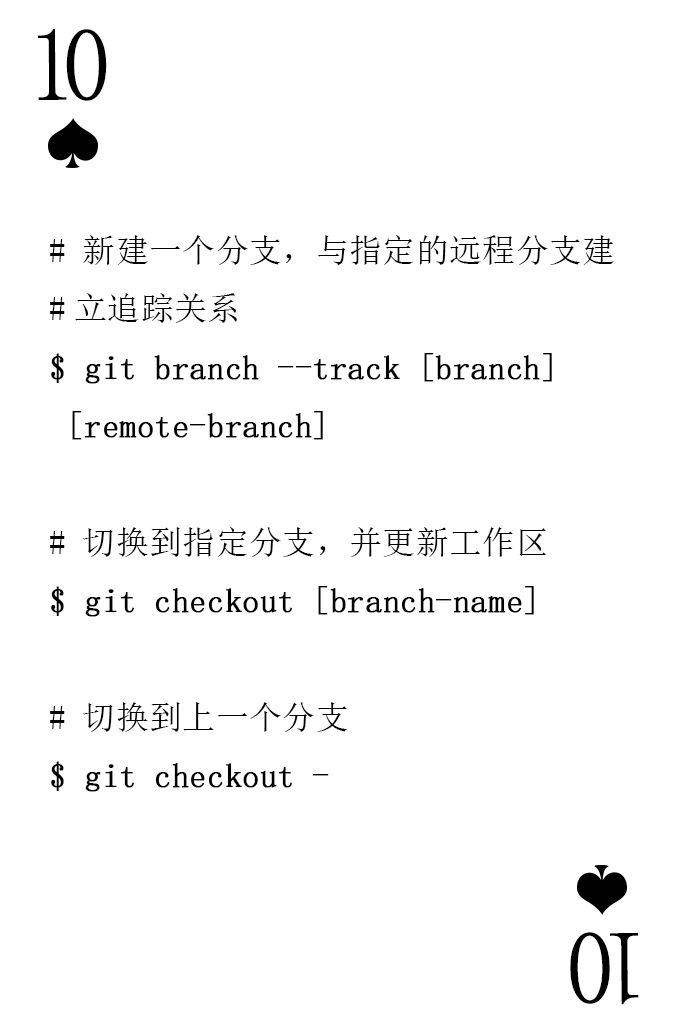 10
# 新建一个分支，与指定的远程分支建
# 立追踪关系
$ git branch --track [branch]
[remote-branch]
# 切换到指定分支，并更新工作区
$ git checkout [branch-name]
# 切换到上一个分支
$ git checkout -
10